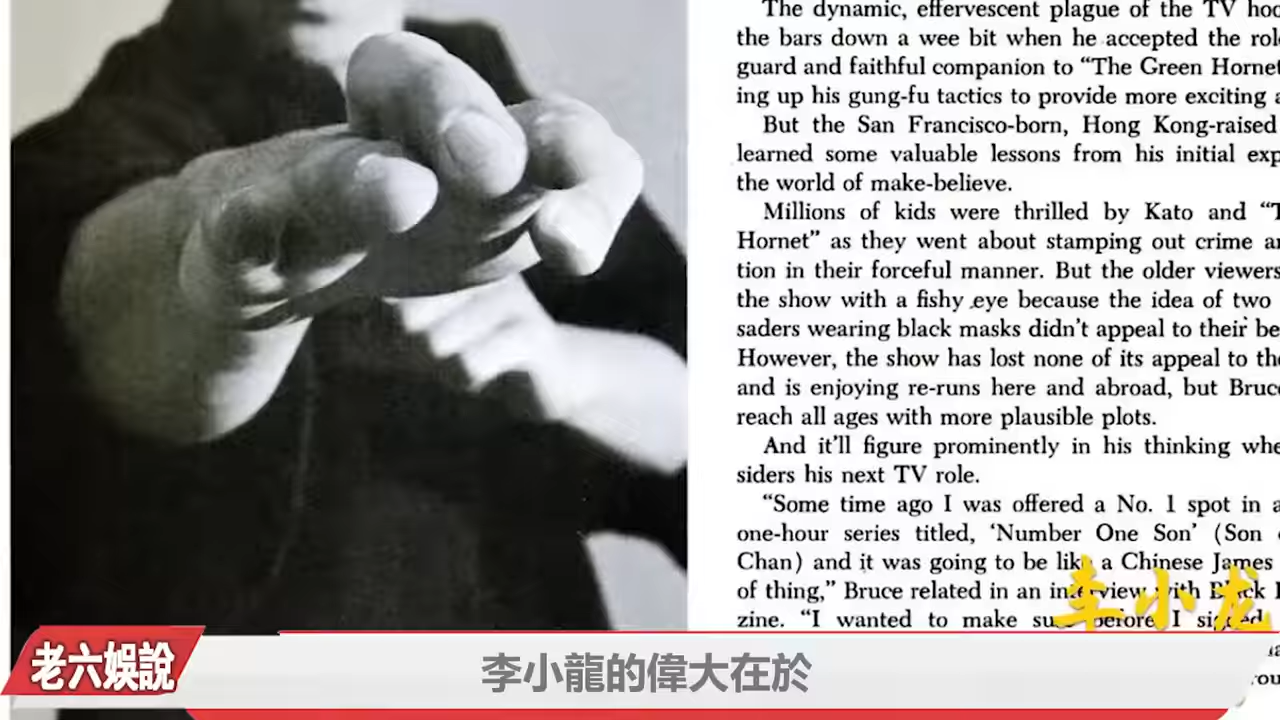 The dynamic, effervescent plague of the TV
the bars down a wee bit when he accepted the
guard and faithful companion to “The Green Hornet
ing up his gung-fu tactics to provide more exciting
But the San Francisco-born, Hong Kong-raised
learned some valuable lessons from his initial
the world of make-believe.
Millions of kids were thrilled by Kato and
Hornet” as they went about stamping out crime
tion in their forceful manner. But the older viewers
the show with a fishy eye because the idea of two
saders wearing black masks didn’t appeal to their
However, the show has lost none of its appeal to
and is enjoying re-runs here and abroad, but Bruce
reach all ages with more plausible plots.
And it’ll figure prominently in his thinking
siders his next TV role.
“Some time ago I was offered a No. 1 spot in a
one-hour series titled, ‘Number One Son’ (Son
Chan) and it was going to be like a Chinese James
of thing,” Bruce related in an interview with
zine. “I wanted to make sure before I signed
李小龙
老六娛說
李小龍的偉大在於